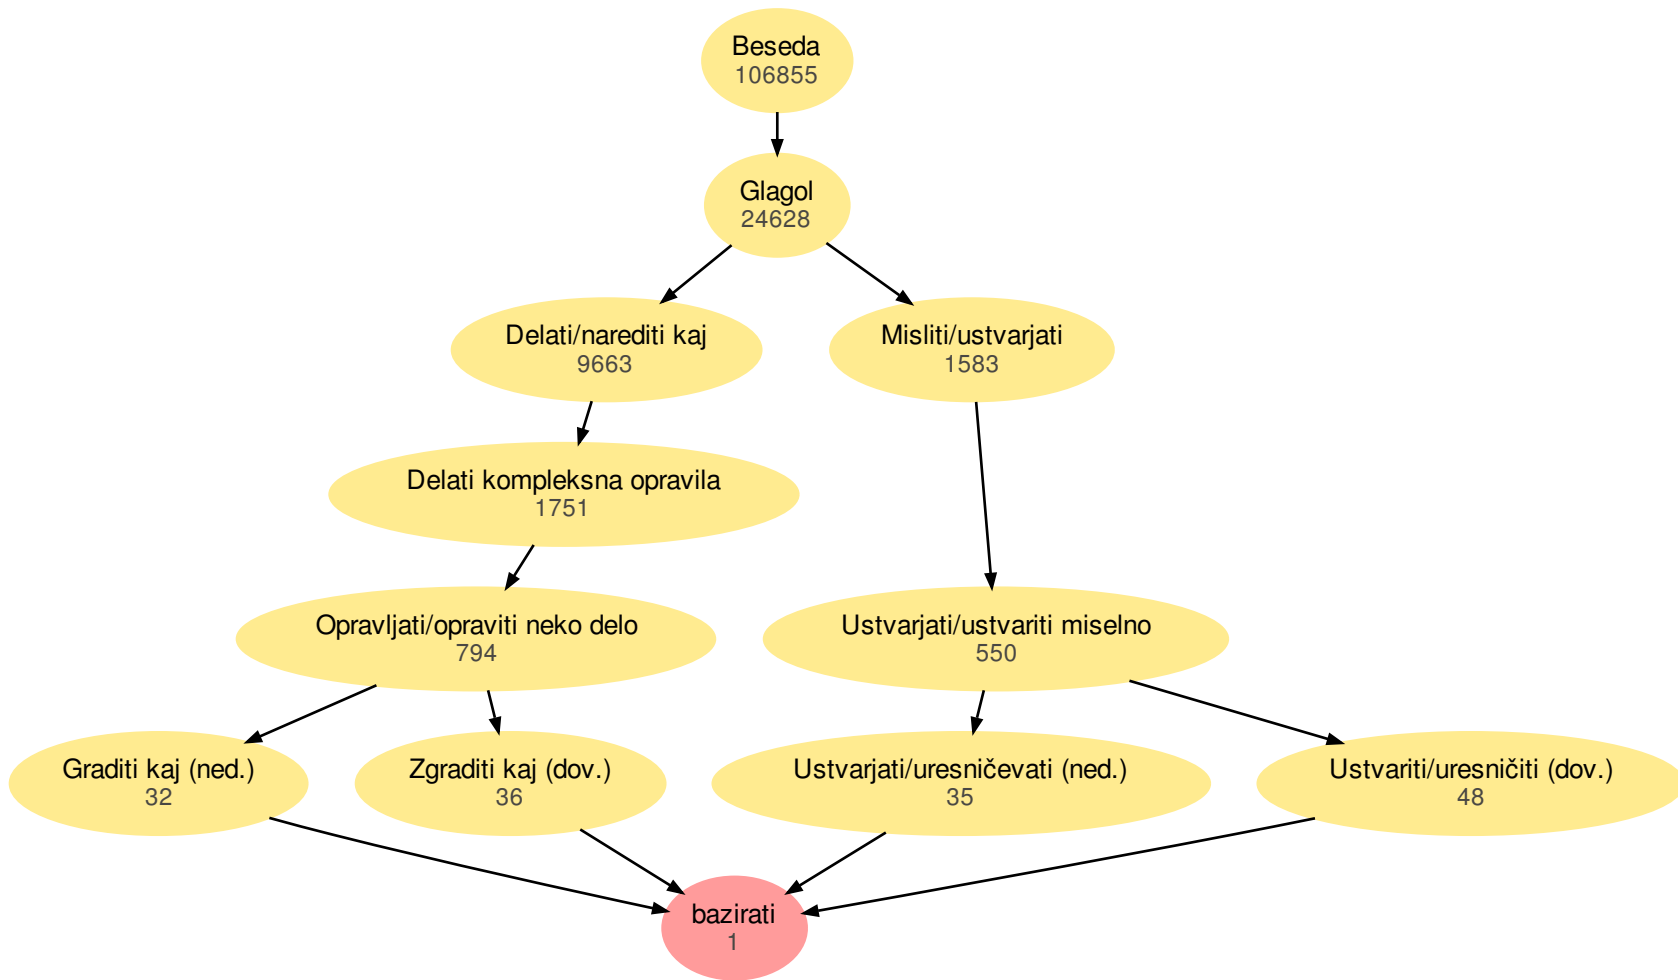 Beseda
106855
Glagol
24628
Delati/narediti kaj
9663
Misliti/ustvarjati
1583
Delati kompleksna opravila
1751
Opravljati/opraviti neko delo
794
Ustvarjati/ustvariti miselno
550
Graditi kaj (ned.)
32
Zgraditi kaj (dov.)
36
Ustvarjati/uresničevati (ned.)
35
Ustvariti/uresničiti (dov.)
48
bazirati
1